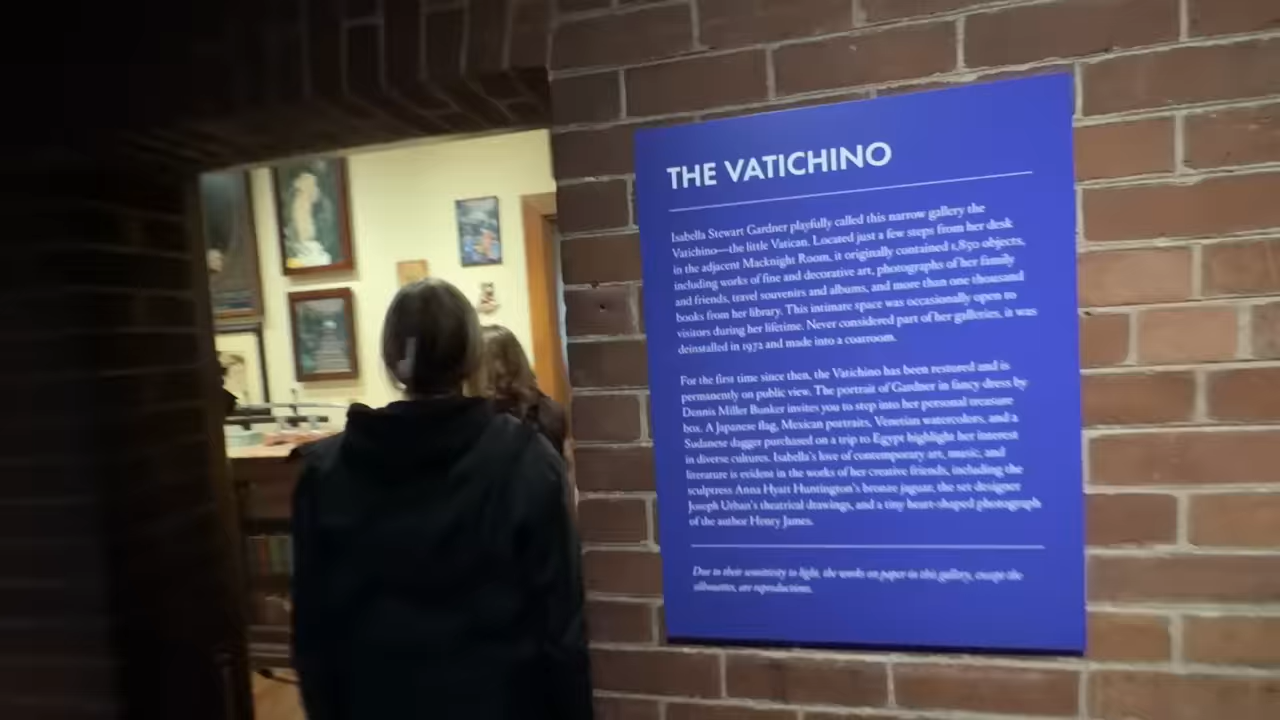 THE VATICHINO
Isabella Stewart Gardner playfully called this narrow gallery the
Vatichino—the little Vatican. Located just a few steps from her desk
in the adjacent Macknight Room, it originally contained 1,850 objects,
including works of fine and decorative art, photographs of her family
and friends, travel souvenirs and albums, and more than one thousand
books from her library. This intimate space was occasionally open to
visitors during her lifetime. Never considered part of her galleries, it was
deinstalled in 1972 and made into a coatroom.
For the first time since then, the Vatichino has been restored and is
permanently on public view. The portrait of Gardner in fancy dress by
Dennis Miller Bunker invites you to step into her personal treasure
box. A Japanese flag, Mexican portraits, Venetian watercolors, and a
Sudanese dagger purchased on a trip to Egypt highlight her interest
in diverse cultures. Isabella's love of contemporary art, music, and
literature is evident in the works of her creative friends, including the
sculptress Anna Hyatt Huntington's bronze jaguar, the set designer
Joseph Urban's theatrical drawings, and a tiny heart-shaped photograph
of the author Henry James.
Due to their sensitivity to light, the works on paper in this gallery, except the
silhouettes, are reproductions.